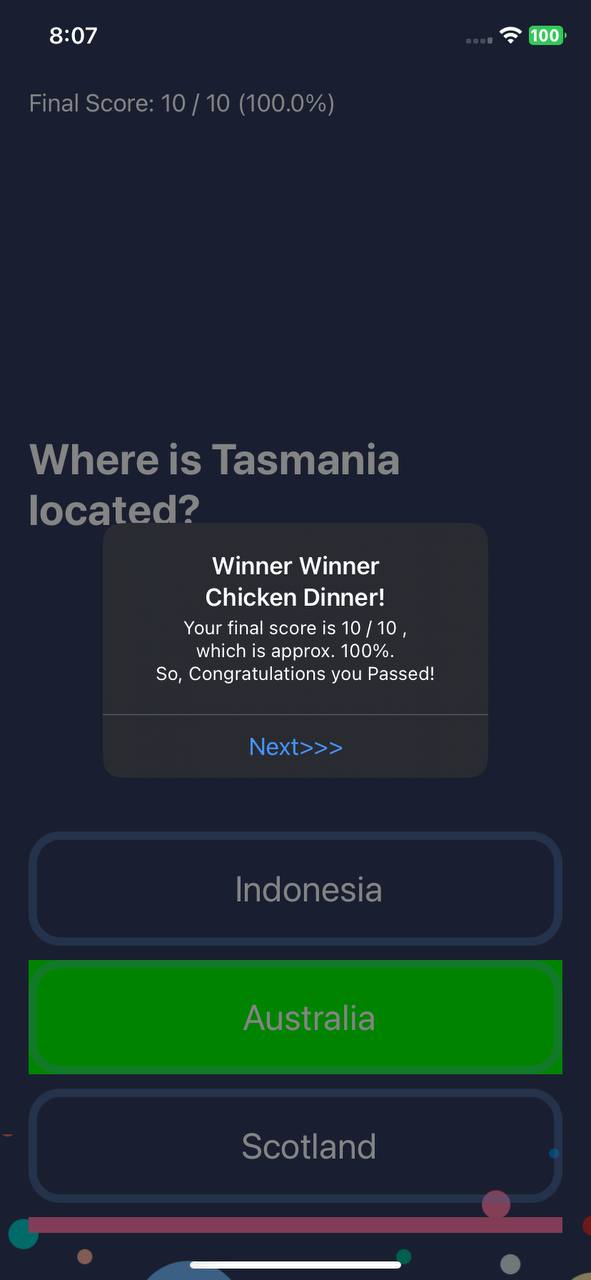 8:07
100
Final Score: 10 / 10 (100.0%)
Where is Tasmania
located?
Winner Winner
Chicken Dinner!
Your final score is 10 / 10 ,
which is approx. 100%.
So, Congratulations you Passed!
Next>>>
Indonesia
Australia
Scotland